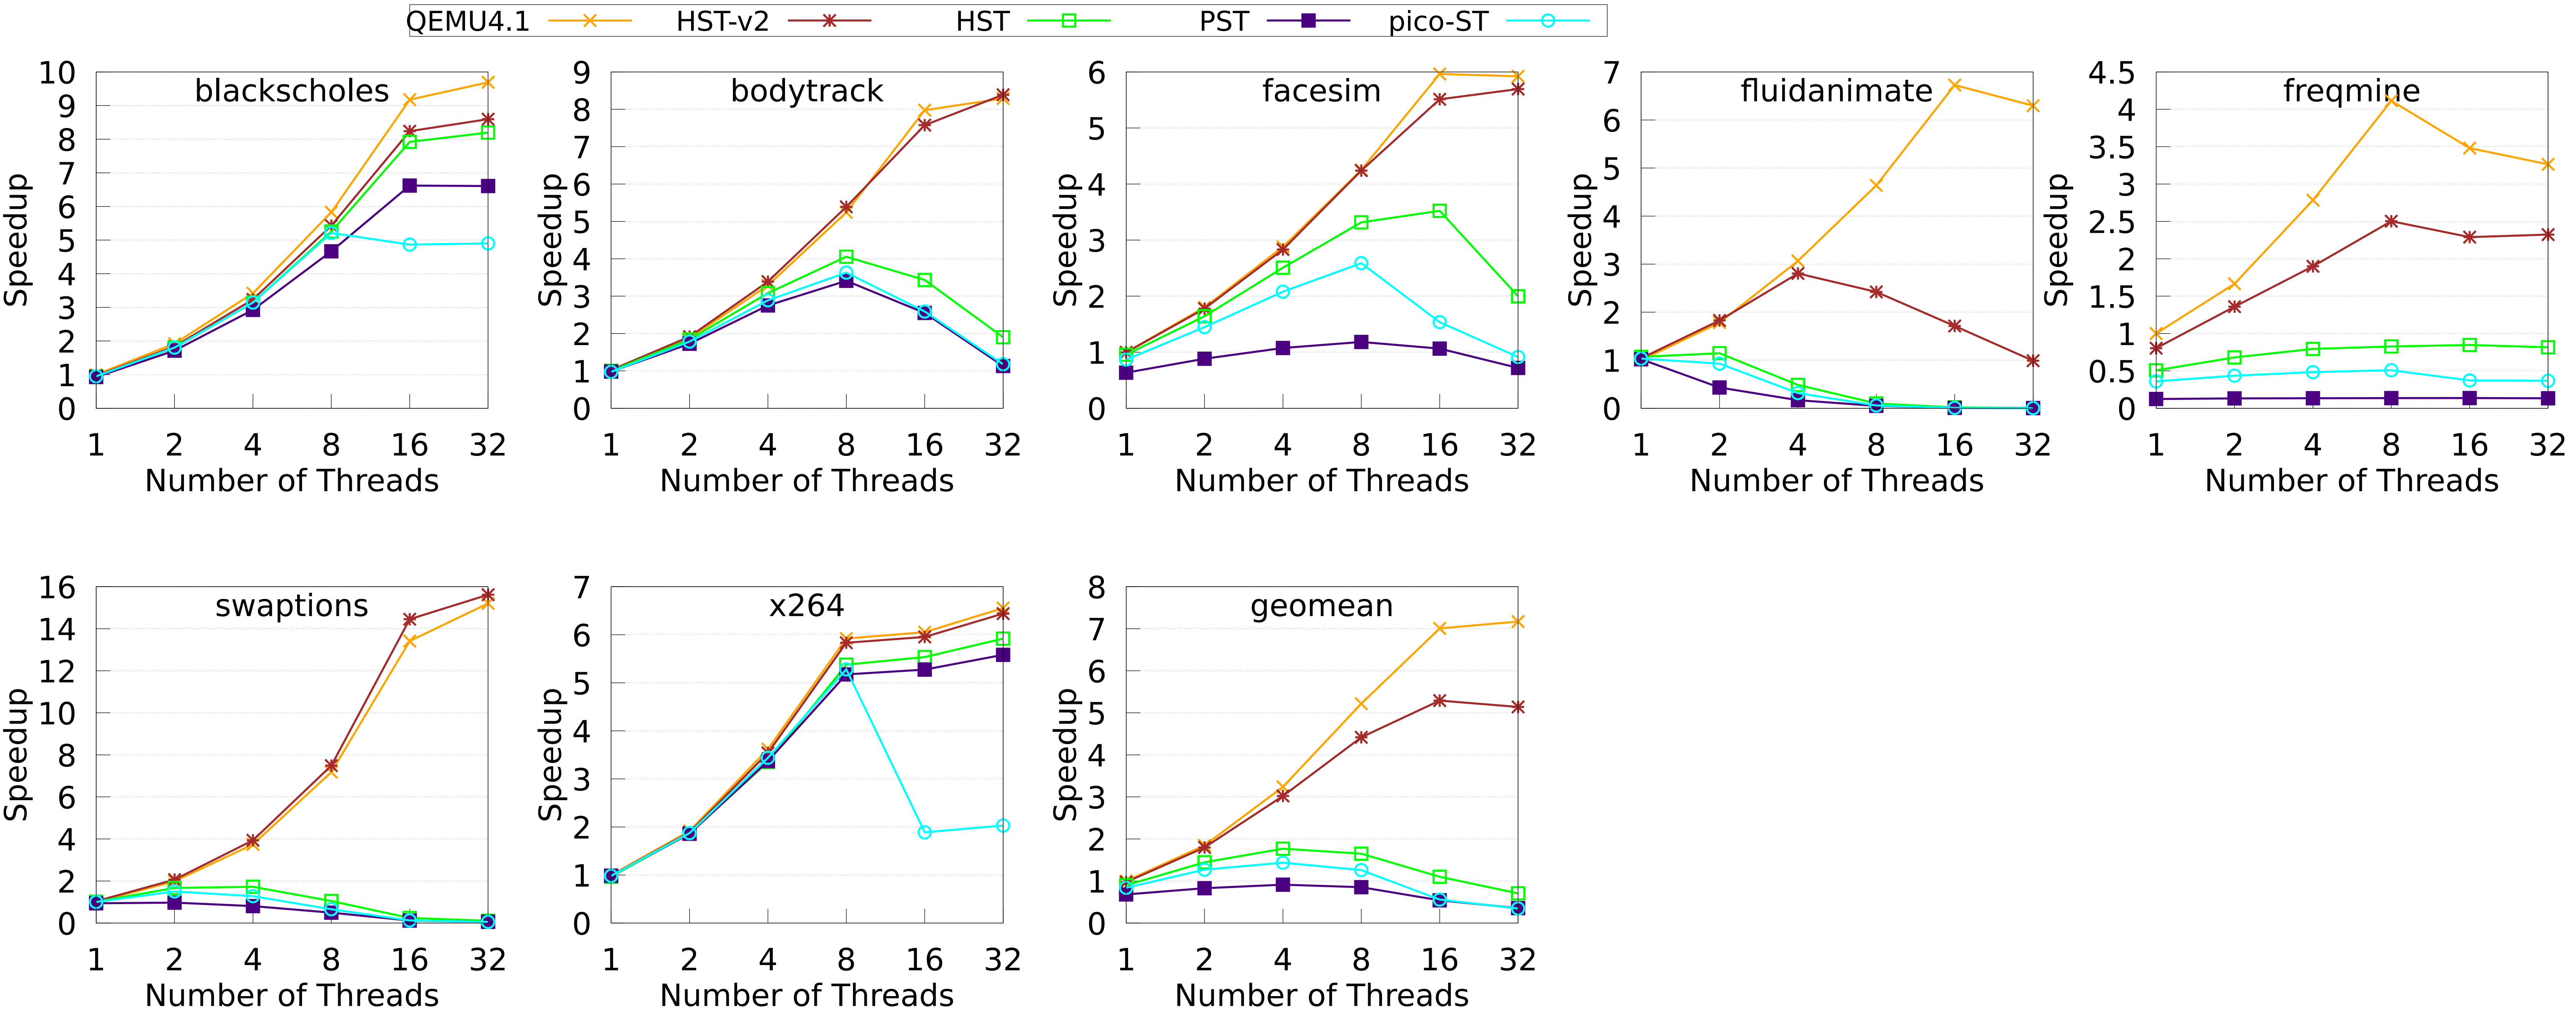 QEMU4.1 HST-v2 HST PST pico-ST
blackscholes
Speedup
10
9
8
7
6
5
4
3
2
1
0
1 2 4 8 16 32
Number of Threads
bodytrack
Speedup
9
8
7
6
5
4
3
2
1
0
1 2 4 8 16 32
Number of Threads
facesim
Speedup
6
5
4
3
2
1
0
1 2 4 8 16 32
Number of Threads
fluidanimate
Speedup
7
6
5
4
3
2
1
0
1 2 4 8 16 32
Number of Threads
freqmine
Speedup
4.5
4
3.5
3
2.5
2
1.5
1
0.5
0
1 2 4 8 16 32
Number of Threads
swaptions
Speedup
16
14
12
10
8
6
4
2
0
1 2 4 8 16 32
Number of Threads
x264
Speedup
7
6
5
4
3
2
1
0
1 2 4 8 16 32
Number of Threads
geomean
Speedup
8
7
6
5
4
3
2
1
0
1 2 4 8 16 32
Number of Threads